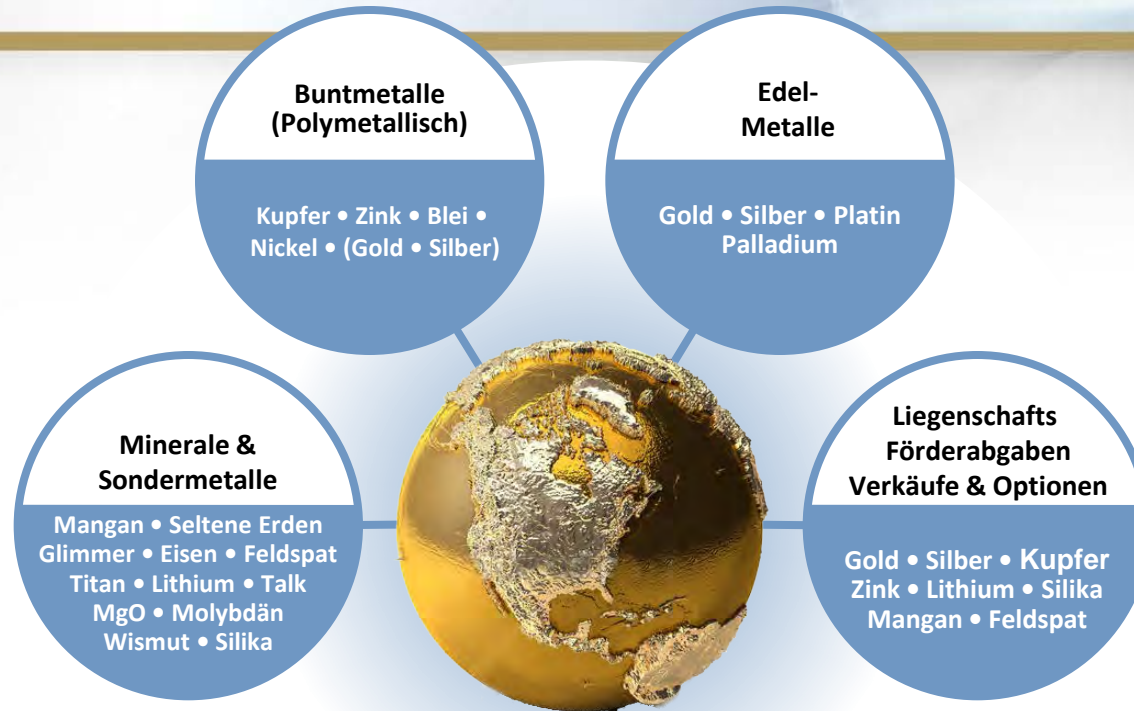 Buntmetalle
(Polymetallisch)
Kupfer • Zink • Blei •
Nickel • (Gold • Silber)
Edel-
Metalle
Gold • Silber • Platin
Palladium
Minerale &
Sondermetalle
Mangan • Seltene Erden
Glimmer • Eisen • Feldspat
Titan • Lithium • Talk
MgO • Molybdän
Wismut • Silika
Liegenschafts
Förderabgaben
Verkäufe & Optionen
Gold • Silber • Kupfer
Zink • Lithium • Silika
Mangan • Feldspat